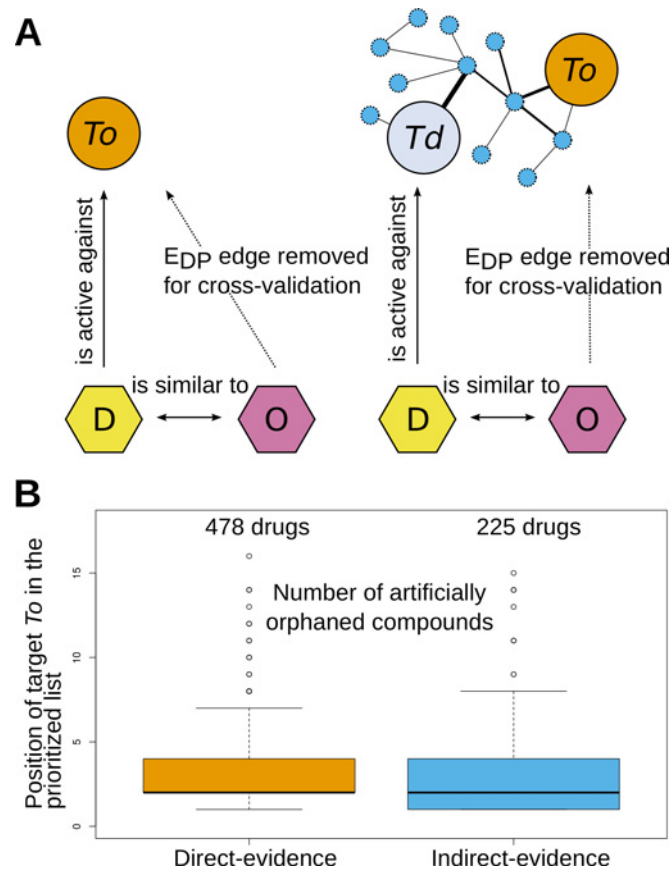 A
To
To
Td
is active against
EDP edge removed
for cross-validation
is active against
EDP edge removed
for cross-validation
is similar to
D
O
is similar to
D
O
B
478 drugs
225 drugs
Number of artificially
orphaned compounds
Position of target To in the
prioritized list
15
10
5
0
Direct-evidence
Indirect-evidence